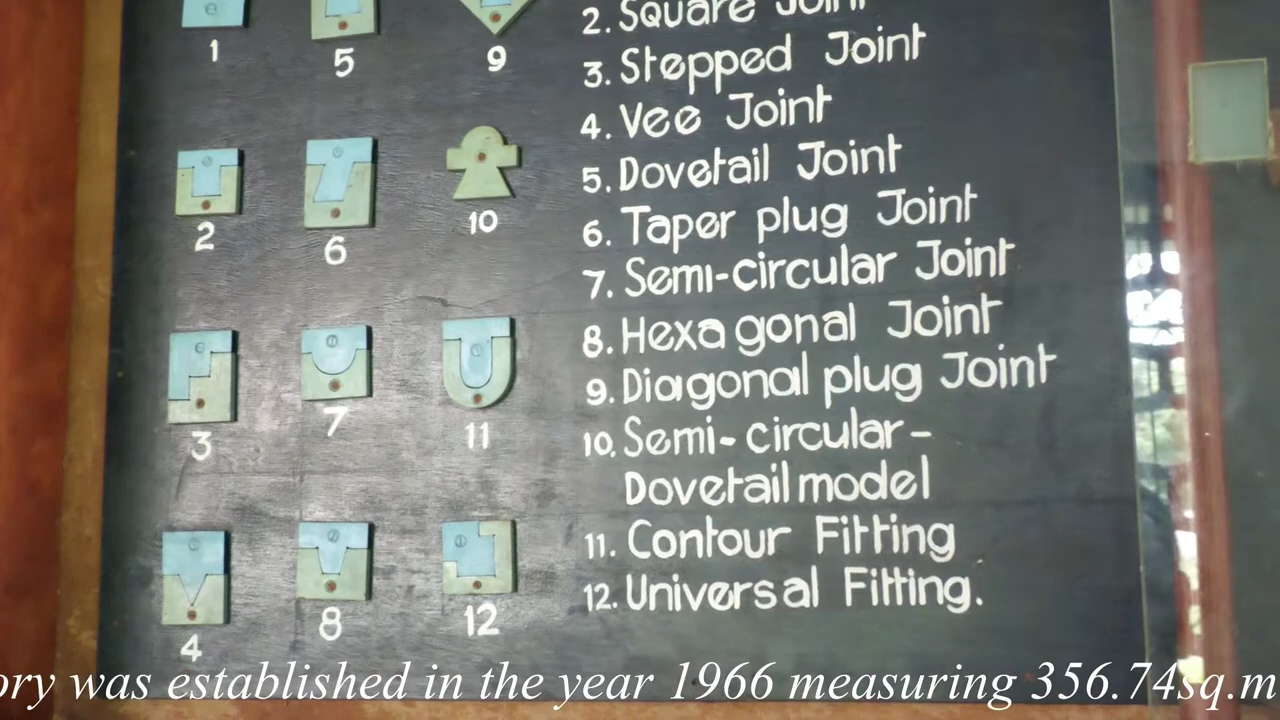 1
5
9
2
6
10
3
7
11
4
8
12
2. Square Joint
3. Stepped Joint
4. Vee Joint
5. Dovetail Joint
6. Taper plug Joint
7. Semi-circular Joint
8. Hexagonal Joint
9. Diagonal plug Joint
10. Semi-circular-
Dovetail model
11. Contour Fitting
12. Universal Fitting.
ory was established in the year 1966 measuring 356.74sq.m